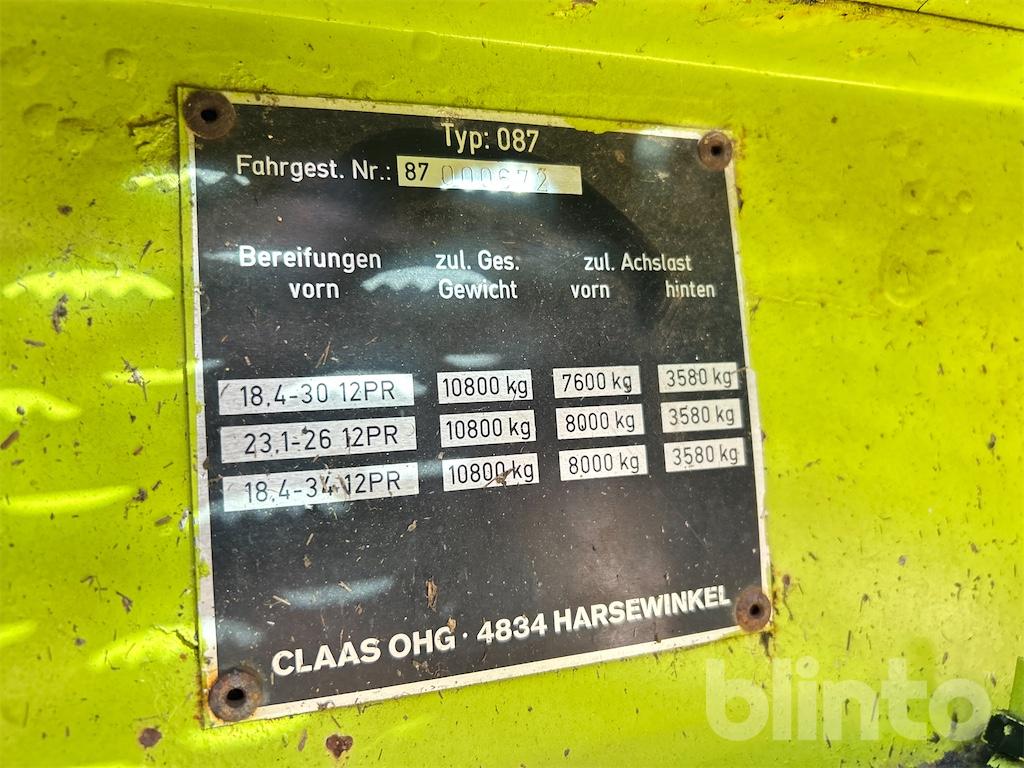 Typ: 087
Fahrgest. Nr.: 87 000672
Bereifungen vorn
zul. Ges. Gewicht
zul. Achslast
vorn hinten
18,4-30 12PR 10800 kg 7600 kg 3580 kg
23,1-26 12PR 10800 kg 8000 kg 3580 kg
18,4-34 12PR 10800 kg 8000 kg 3580 kg
CLAAS OHG · 4834 HARSEWINKEL
blinto